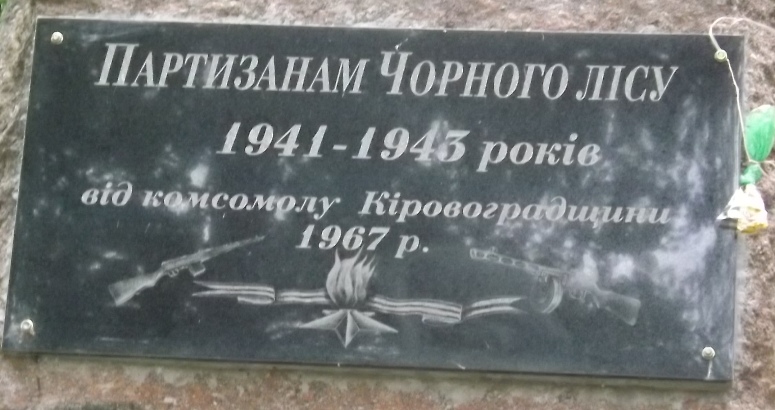 ПАРТИЗАНАМ ЧОРНОГО ЛІСУ
1941-1943 років
від комсомолу Кіровоградщини
1967 р.